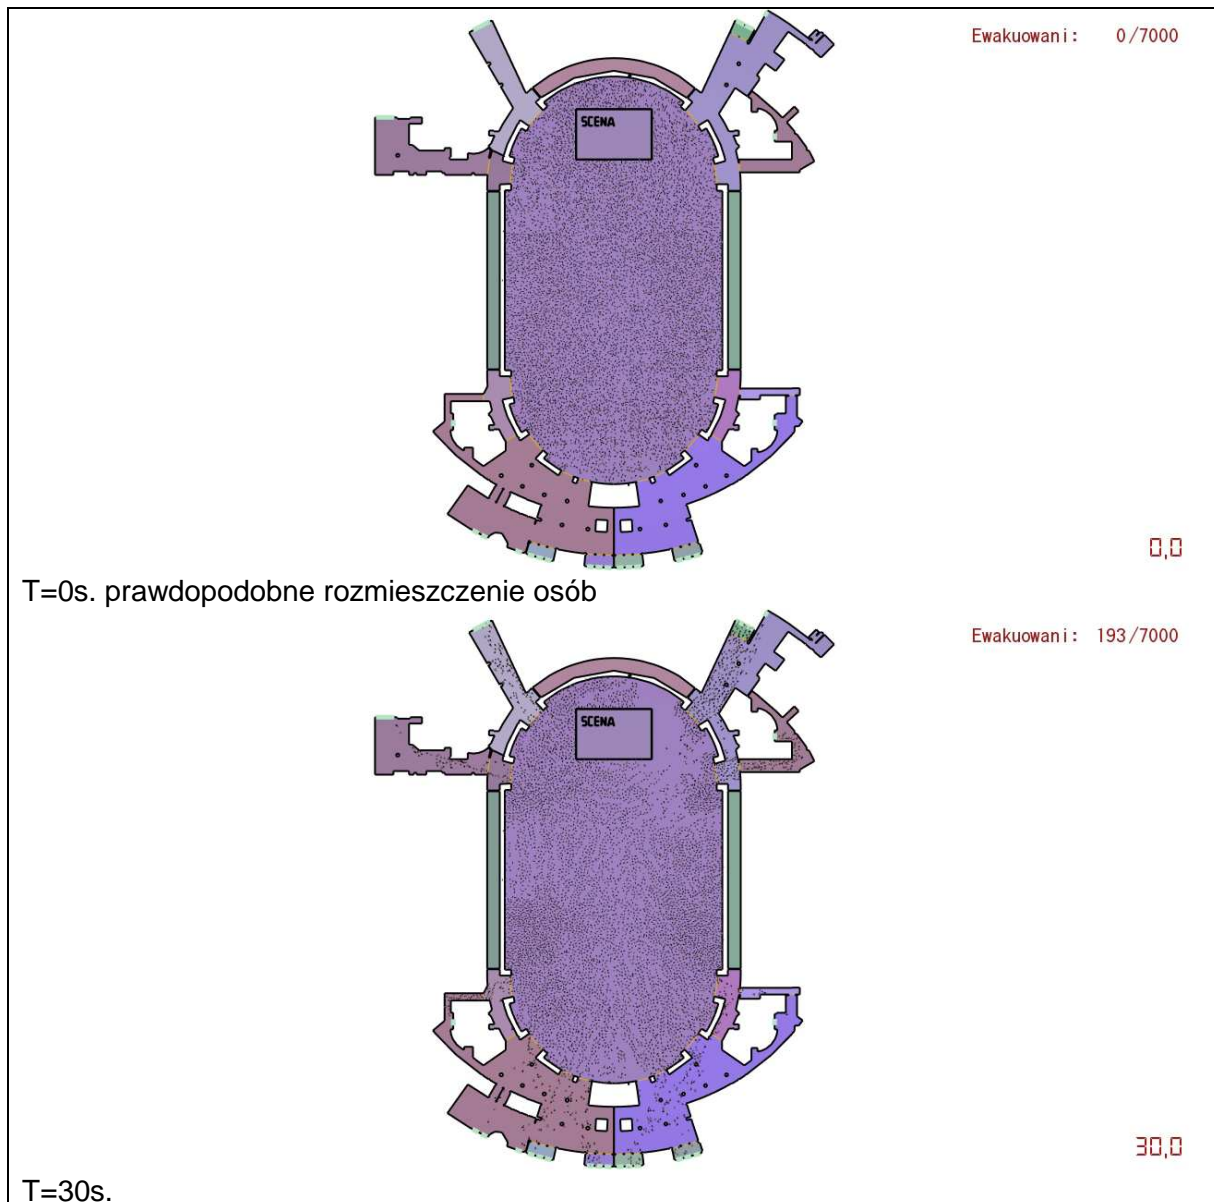 Ewakuowani: 0/7000
SCENA
0,0
T=0s. prawdopodobne rozmieszczenie osób
Ewakuowani: 193/7000
SCENA
30,0
T=30s.